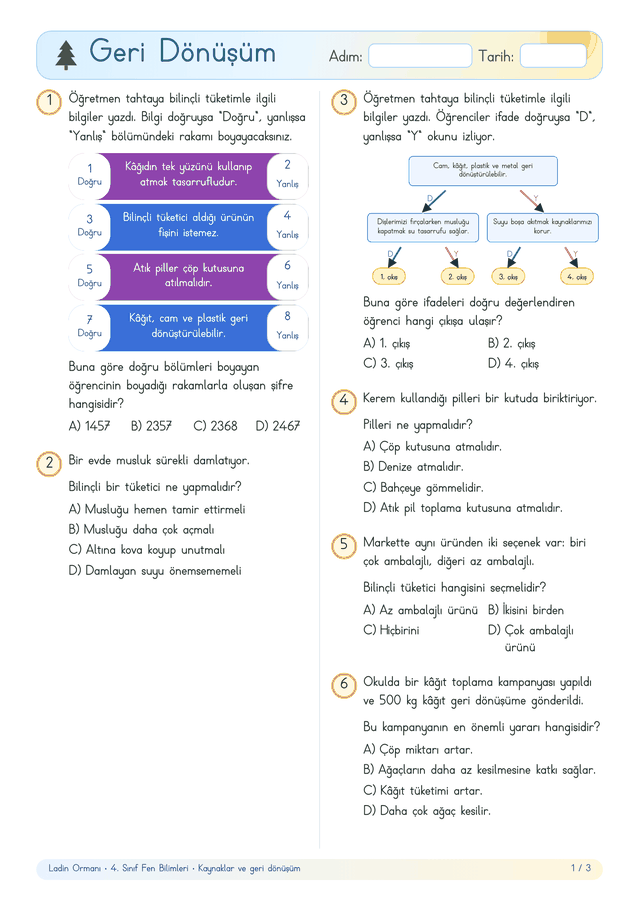 Geri Dönüşüm
Adım:
Tarih:
1
Öğretmen tahtaya bilinçli tüketimle ilgili
bilgiler yazdı. Bilgi doğruysa "Doğru", yanlışsa
"Yanlış" bölümündeki rakamı boyayacaksınız.
1
Doğru
Kâğıdın tek yüzünü kullanıp
atmak tasarrufludur.
2
Yanlış
3
Doğru
Bilinçli tüketici aldığı ürünün
fişini istemez.
4
Yanlış
5
Doğru
Atık piller çöp kutusuna
atılmalıdır.
6
Yanlış
7
Doğru
Kâğıt, cam ve plastik geri
dönüştürülebilir.
8
Yanlış
Buna göre doğru bölümleri boyayan
öğrencinin boyadığı rakamlarla oluşan şifre
hangisidir?
A) 1457 B) 2357 C) 2368 D) 2467
2
Bir evde musluk sürekli damlatıyor.
Bilinçli bir tüketici ne yapmalıdır?
A) Musluğu hemen tamir ettirmeli
B) Musluğu daha çok açmalı
C) Altına kova koyup unutmalı
D) Damlayan suyu önemsememeli
3
Öğretmen tahtaya bilinçli tüketimle ilgili
bilgiler yazdı. Öğrenciler ifade doğruysa "D",
yanlışsa "Y" okunu izliyor.
Cam, kâğıt, plastik ve metal geri
dönüştürülebilir.
D
Y
Dişlerimizi fırçalarken musluğu
kapatmak su tasarrufu sağlar.
Suyu boşa akıtmak kaynaklarımızı
korur.
D
Y
D
Y
1. çıkış
2. çıkış
3. çıkış
4. çıkış
Buna göre ifadeleri doğru değerlendiren
öğrenci hangi çıkışa ulaşır?
A) 1. çıkış B) 2. çıkış
C) 3. çıkış D) 4. çıkış
4
Kerem kullandığı pilleri bir kutuda biriktiriyor.
Pilleri ne yapmalıdır?
A) Çöp kutusuna atmalıdır.
B) Denize atmalıdır.
C) Bahçeye gömmelidir.
D) Atık pil toplama kutusuna atmalıdır.
5
Markette aynı üründen iki seçenek var: biri
çok ambalajlı, diğeri az ambalajlı.
Bilinçli tüketici hangisini seçmelidir?
A) Az ambalajlı ürünü B) İkisini birden
C) Hiçbirini D) Çok ambalajlı
ürünü
6
Okulda bir kâğıt toplama kampanyası yapıldı
ve 500 kg kâğıt geri dönüşüme gönderildi.
Bu kampanyanın en önemli yararı hangisidir?
A) Çöp miktarı artar.
B) Ağaçların daha az kesilmesine katkı sağlar.
C) Kâğıt tüketimi artar.
D) Daha çok ağaç kesilir.
Ladin Ormanı • 4. Sınıf Fen Bilimleri • Kaynaklar ve geri dönüşüm
1 / 3